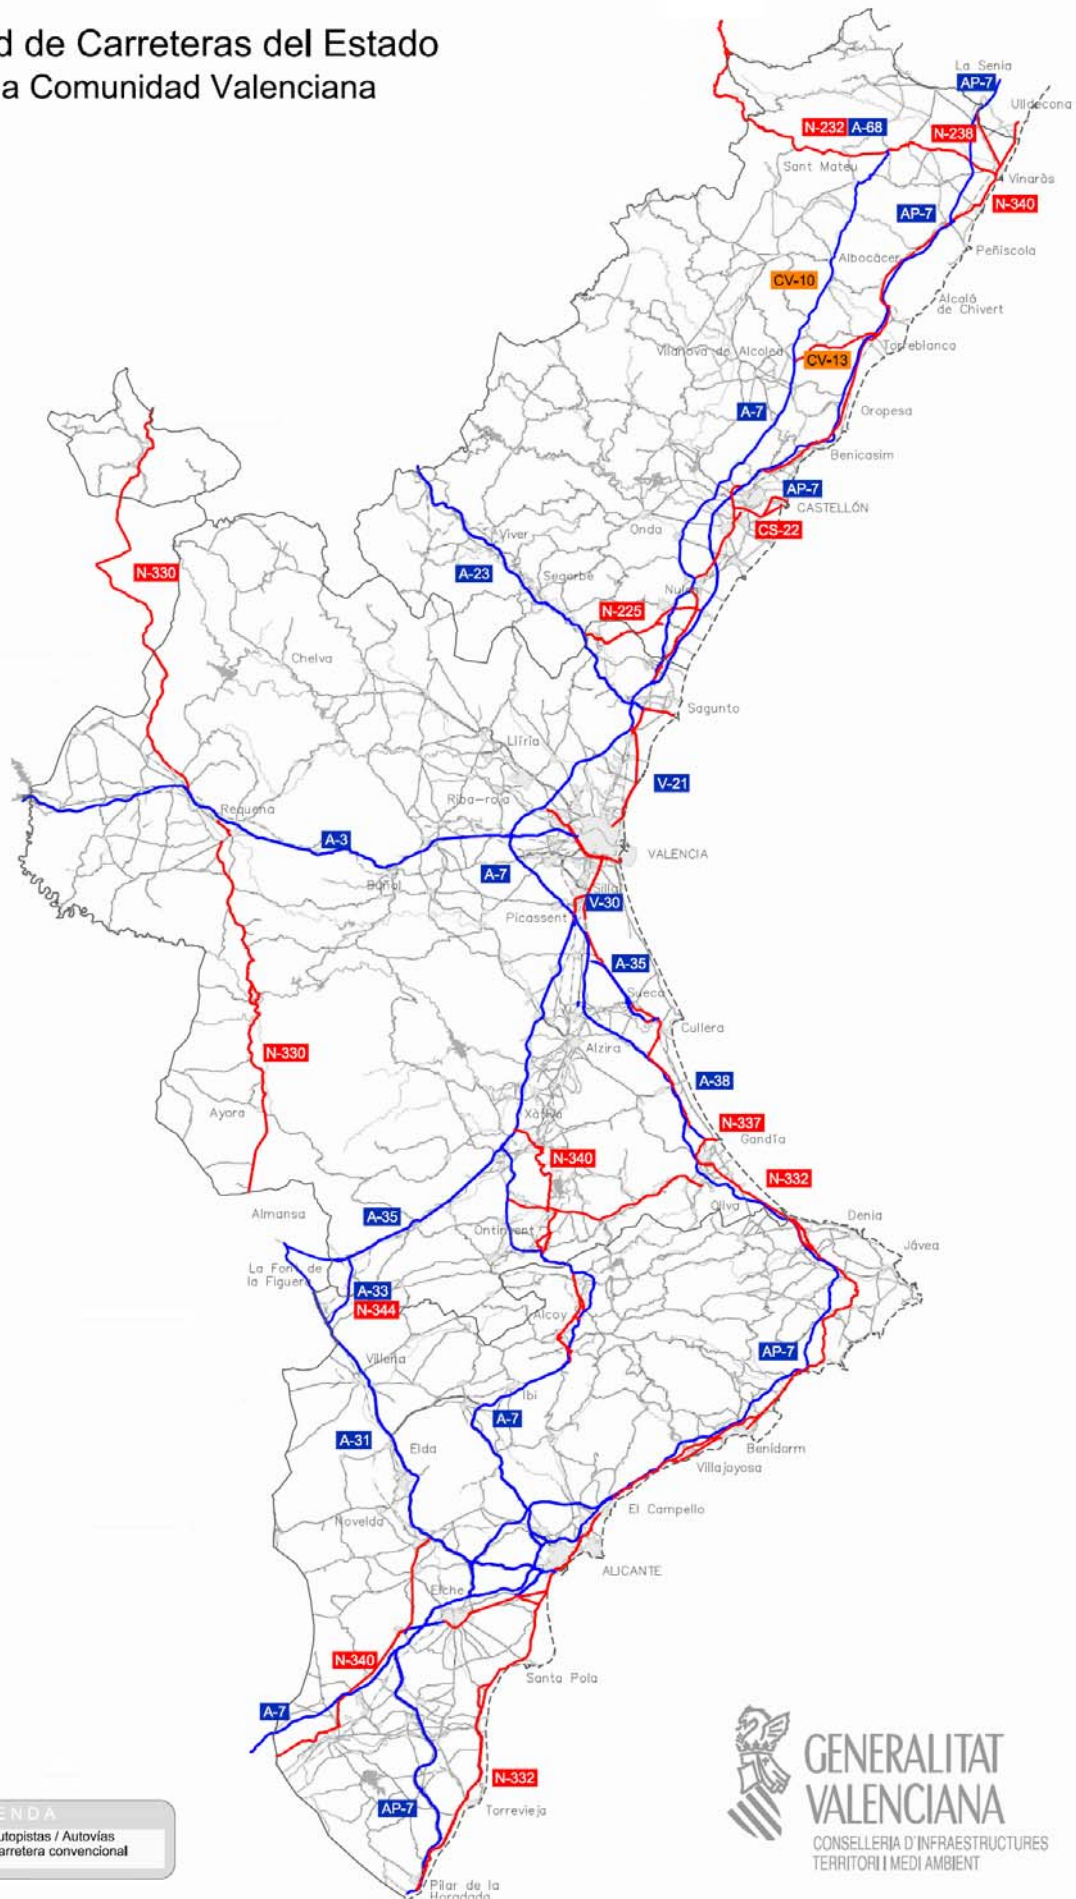 d de Carreteras del Estado
a Comunidad Valenciana
La Senia
AP-7
Ulldecona
N-232 A-68
N-238
Sant Mateu
Vinaròs
N-340
AP-7
Peñiscola
Albocàcer
CV-10
Alcalá
de Chivert
Vilanova de Alcolea
Torreblanca
CV-13
A-7
Oropesa
Benicasim
AP-7
CASTELLÓN
CS-22
Onda
Viver
N-330
A-23
Segorbe
Nules
N-225
Chelva
Sagunto
Llíria
V-21
Riba-roja
Requena
A-3
VALENCIA
A-7
Buñol
Silla
V-30
Picassent
A-35
Sueca
Cullera
Alzira
N-330
A-38
Ayora
Xàtiva
N-337
Gandía
N-340
N-332
Oliva
Almansa
A-35
Denia
Ontinyent
Jávea
La Font de
la Figuera
A-33
N-344
Alcoy
AP-7
Villena
Ibi
A-7
A-31
Elda
Benidorm
Villajoyosa
El Campello
Novelda
ALICANTE
Elche
N-340
Santa Pola
A-7
N-332
AP-7
Torrevieja
Pilar de la
Horadada
ENDA
utopistas / Autovías
arretera convencional
GENERALITAT
VALENCIANA
CONSELLERIA D'INFRAESTRUCTURES
TERRITORI I MEDI AMBIENT